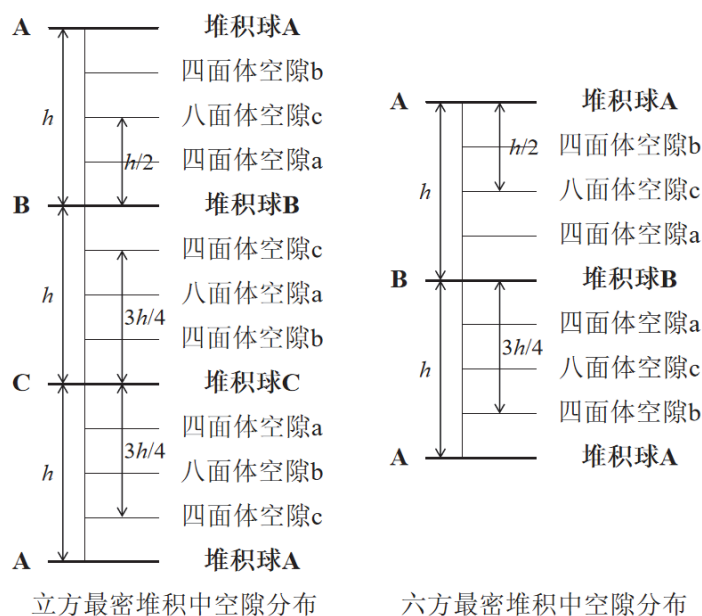 A 堆积球A
四面体空隙b
h 八面体空隙c
h/2 四面体空隙a
B 堆积球B
四面体空隙c
h 八面体空隙a
3h/4 四面体空隙b
C 堆积球C
四面体空隙a
3h/4
h 八面体空隙b
四面体空隙c
A 堆积球A
立方最密堆积中空隙分布
A 堆积球A
h/2 四面体空隙b
h 八面体空隙c
四面体空隙a
B 堆积球B
四面体空隙a
3h/4
h 八面体空隙c
四面体空隙b
A 堆积球A
六方最密堆积中空隙分布